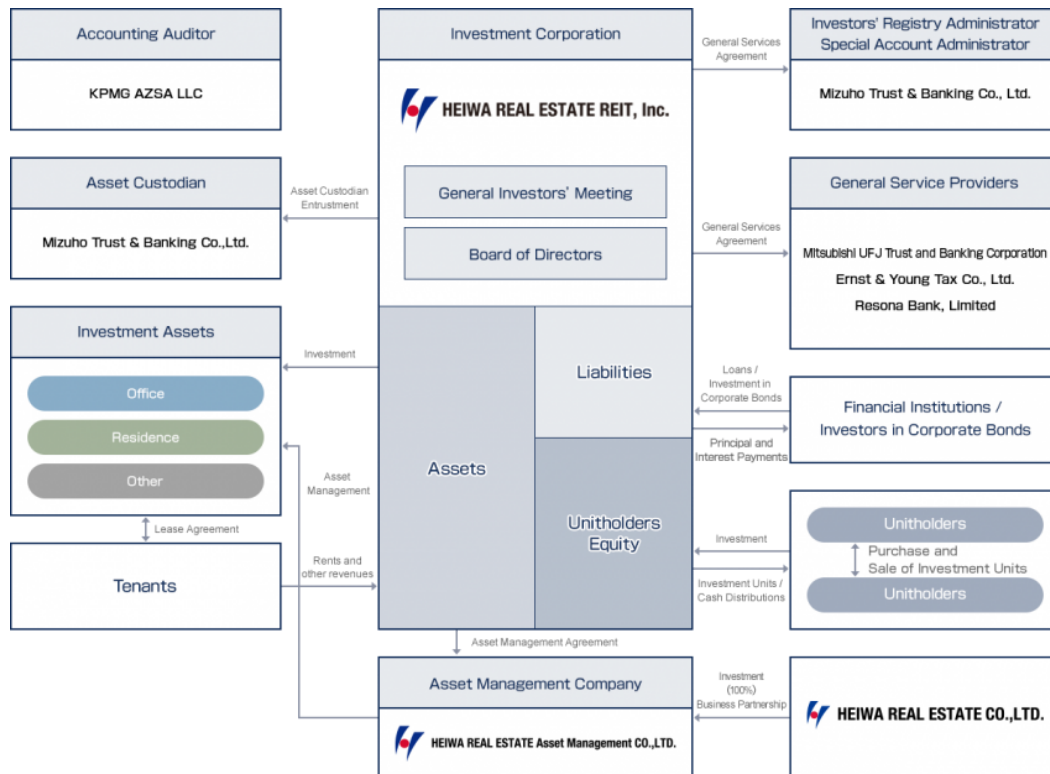 Accounting Auditor
KPMG AZSA LLC
Investment Corporation
HEIWA REAL ESTATE REIT, Inc.
General Investors' Meeting
Board of Directors
General Services
Agreement
Investors' Registry Administrator
Special Account Administrator
Mizuho Trust & Banking Co., Ltd.
Asset Custodian
Mizuho Trust & Banking Co.,Ltd.
Asset Custodian
Entrustment
General Services
Agreement
General Service Providers
Mitsubishi UFJ Trust and Banking Corporation
Ernst & Young Tax Co., Ltd.
Resona Bank, Limited
Investment Assets
Office
Residence
Other
Investment
Assets
Liabilities
Unitholders
Equity
Loans /
Investment in
Corporate Bonds
Principal and
Interest Payments
Financial Institutions /
Investors in Corporate Bonds
Asset
Management
Lease Agreement
Tenants
Rents and
other revenues
Investment
Investment Units /
Cash Distributions
Unitholders
Purchase and
Sale of Investment Units
Unitholders
Asset Management Agreement
Asset Management Company
HEIWA REAL ESTATE Asset Management CO.,LTD.
Investment
(100%)
Business Partnership
HEIWA REAL ESTATE CO.,LTD.